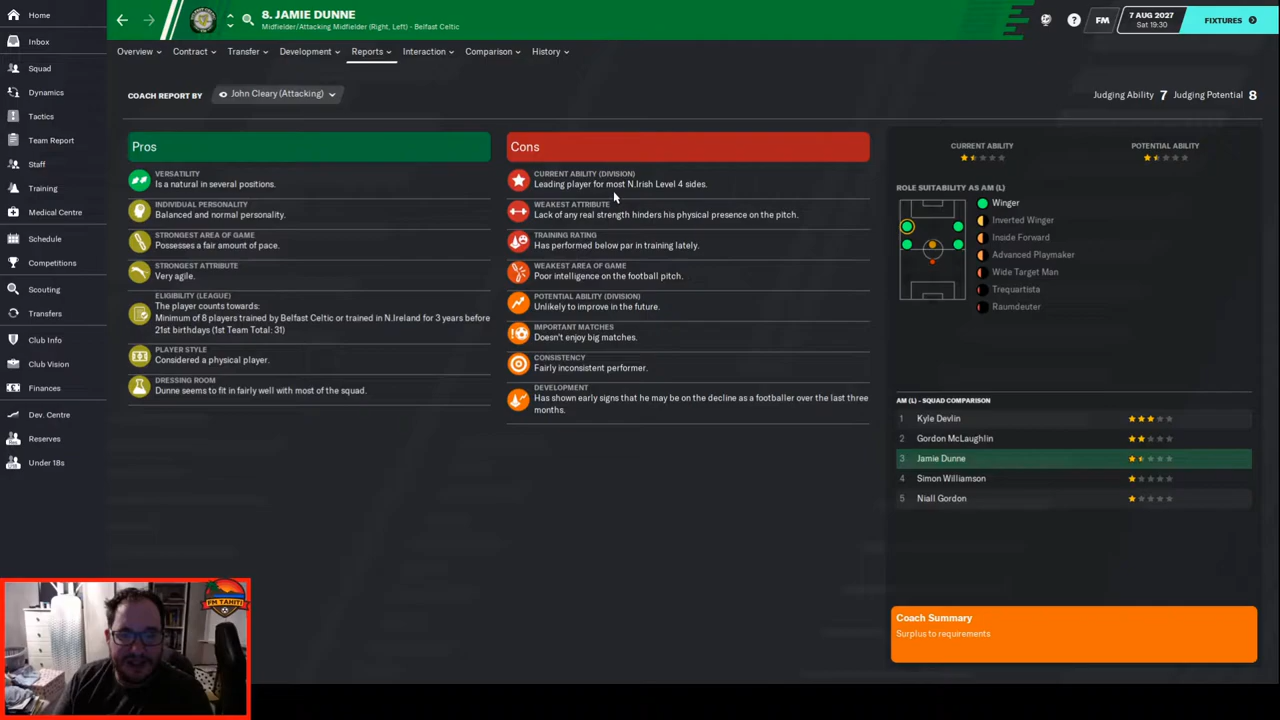 Home
Inbox
Squad
Dynamics
Tactics
Team Report
Staff
Training
Medical Centre
Schedule
Competitions
Scouting
Transfers
Club Info
Club Vision
Finances
Dev. Centre
Reserves
Under 18s
8. JAMIE DUNNE
Midfielder/Attacking Midfielder (Right, Left) - Belfast Celtic
FM
7 AUG 2027
Sat 19:30
FIXTURES
Overview Contract Transfer Development Reports Interaction Comparison History
COACH REPORT BY John Cleary (Attacking)
Judging Ability 7 Judging Potential 8
Pros
VERSATILITY
Is a natural in several positions.
INDIVIDUAL PERSONALITY
Balanced and normal personality.
STRONGEST AREA OF GAME
Possesses a fair amount of pace.
STRONGEST ATTRIBUTE
Very agile.
ELIGIBILITY (LEAGUE)
The player counts towards:
Minimum of 8 players trained by Belfast Celtic or trained in N.Ireland for 3 years before
21st birthdays (1st Team Total: 31)
PLAYER STYLE
Considered a physical player.
DRESSING ROOM
Dunne seems to fit in fairly well with most of the squad.
Cons
CURRENT ABILITY (DIVISION)
Leading player for most N.Irish Level 4 sides.
WEAKEST ATTRIBUTE
Lack of any real strength hinders his physical presence on the pitch.
TRAINING RATING
Has performed below par in training lately.
WEAKEST AREA OF GAME
Poor intelligence on the football pitch.
POTENTIAL ABILITY (DIVISION)
Unlikely to improve in the future.
IMPORTANT MATCHES
Doesn't enjoy big matches.
CONSISTENCY
Fairly inconsistent performer.
DEVELOPMENT
Has shown early signs that he may be on the decline as a footballer over the last three
months.
CURRENT ABILITY
POTENTIAL ABILITY
ROLE SUITABILITY AS AM (L)
Winger
Inverted Winger
Inside Forward
Advanced Playmaker
Wide Target Man
Trequartista
Raumdeuter
AM (L) - SQUAD COMPARISON
1 Kyle Devlin
2 Gordon McLaughlin
3 Jamie Dunne
4 Simon Williamson
5 Niall Gordon
Coach Summary
Surplus to requirements
FM TAHITI